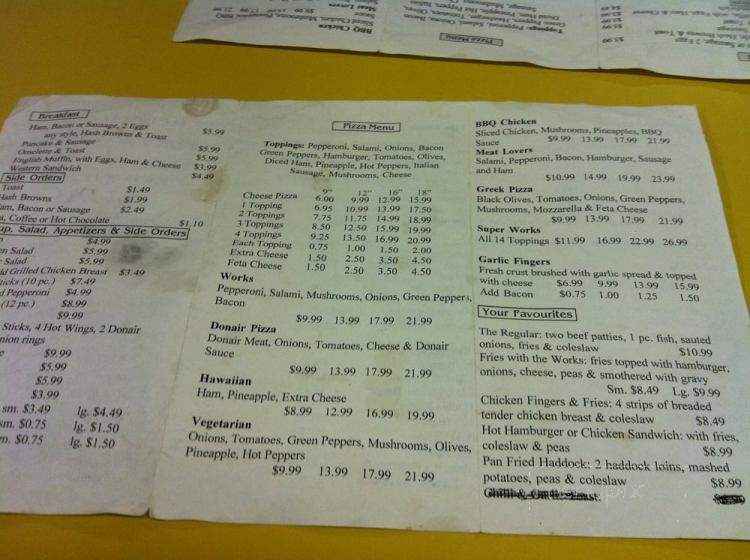 Breakfast
Ham, Bacon or Sausage, 2 Eggs
any style, Hash Browns & Toast $5.99
Pancake & Sausage $5.99
Omelette & Toast $5.99
English Muffin, with Eggs, Ham & Cheese $3.99
Western Sandwich $4.49
Side Orders
Toast $1.49
Hash Browns $1.99
Ham, Bacon or Sausage $2.49
, Coffee or Hot Chocolate $1.10
up, Salad, Appetizers & Side Orders
$4.99
en Salad $5.99
r Salad $5.99
d Grilled Chicken Breast $3.49
ticks (10 pc.) $7.49
d Pepperoni $4.99
(12 pc.) $8.99
$9.99
Sticks, 4 Hot Wings, 2 Donair
nion rings
$9.99
$5.99
$5.99
$3.99
sm. $3.49 lg. $4.49
sm. $0.75 lg. $1.50
m. $0.75 lg. $1.50
Pizza Menu
Toppings: Pepperoni, Salami, Onions, Bacon
Green Peppers, Hamburger, Tomatoes, Olives,
Diced Ham, Pineapple, Hot Peppers, Italian
Sausage, Mushrooms, Cheese
9" 12" 16" 18"
Cheese Pizza 6.00 9.99 12.99 15.99
1 Topping 6.95 10.99 13.99 17.50
2 Toppings 7.75 11.75 14.99 18.99
3 Toppings 8.50 12.50 15.99 19.99
4 Toppings 9.25 13.50 16.99 20.99
Each Topping 0.75 1.00 1.50 2.00
Extra Cheese 1.50 2.50 3.50 4.50
Feta Cheese 1.50 2.50 3.50 4.50
Works
Pepperoni, Salami, Mushrooms, Onions, Green Peppers,
Bacon
$9.99 13.99 17.99 21.99
Donair Pizza
Donair Meat, Onions, Tomatoes, Cheese & Donair
Sauce
$9.99 13.99 17.99 21.99
Hawaiian
Ham, Pineapple, Extra Cheese
$8.99 12.99 16.99 19.99
Vegetarian
Onions, Tomatoes, Green Peppers, Mushrooms, Olives,
Pineapple, Hot Peppers
$9.99 13.99 17.99 21.99
BBQ Chicken
Sliced Chicken, Mushrooms, Pineapples, BBQ
Sauce $9.99 13.99 17.99 21.99
Meat Lovers
Salami, Pepperoni, Bacon, Hamburger, Sausage
and Ham
$10.99 14.99 19.99 23.99
Greek Pizza
Black Olives, Tomatoes, Onions, Green Peppers,
Mushrooms, Mozzarella & Feta Cheese
$9.99 13.99 17.99 21.99
Super Works
All 14 Toppings $11.99 16.99 22.99 26.99
Garlic Fingers
Fresh crust brushed with garlic spread & topped
with cheese $6.99 9.99 13.99 15.99
Add Bacon $0.75 1.00 1.25 1.50
Your Favourites
The Regular: two beef patties, 1 pc. fish, sauted
onions, fries & coleslaw $10.99
Fries with the Works: fries topped with hamburger,
onions, cheese, peas & smothered with gravy
Sm. $8.49 Lg. $9.99
Chicken Fingers & Fries: 4 strips of breaded
tender chicken breast & coleslaw $8.49
Hot Hamburger or Chicken Sandwich: with fries,
coleslaw & peas $8.99
Pan Fried Haddock: 2 haddock loins, mashed
potatoes, peas & coleslaw $8.99